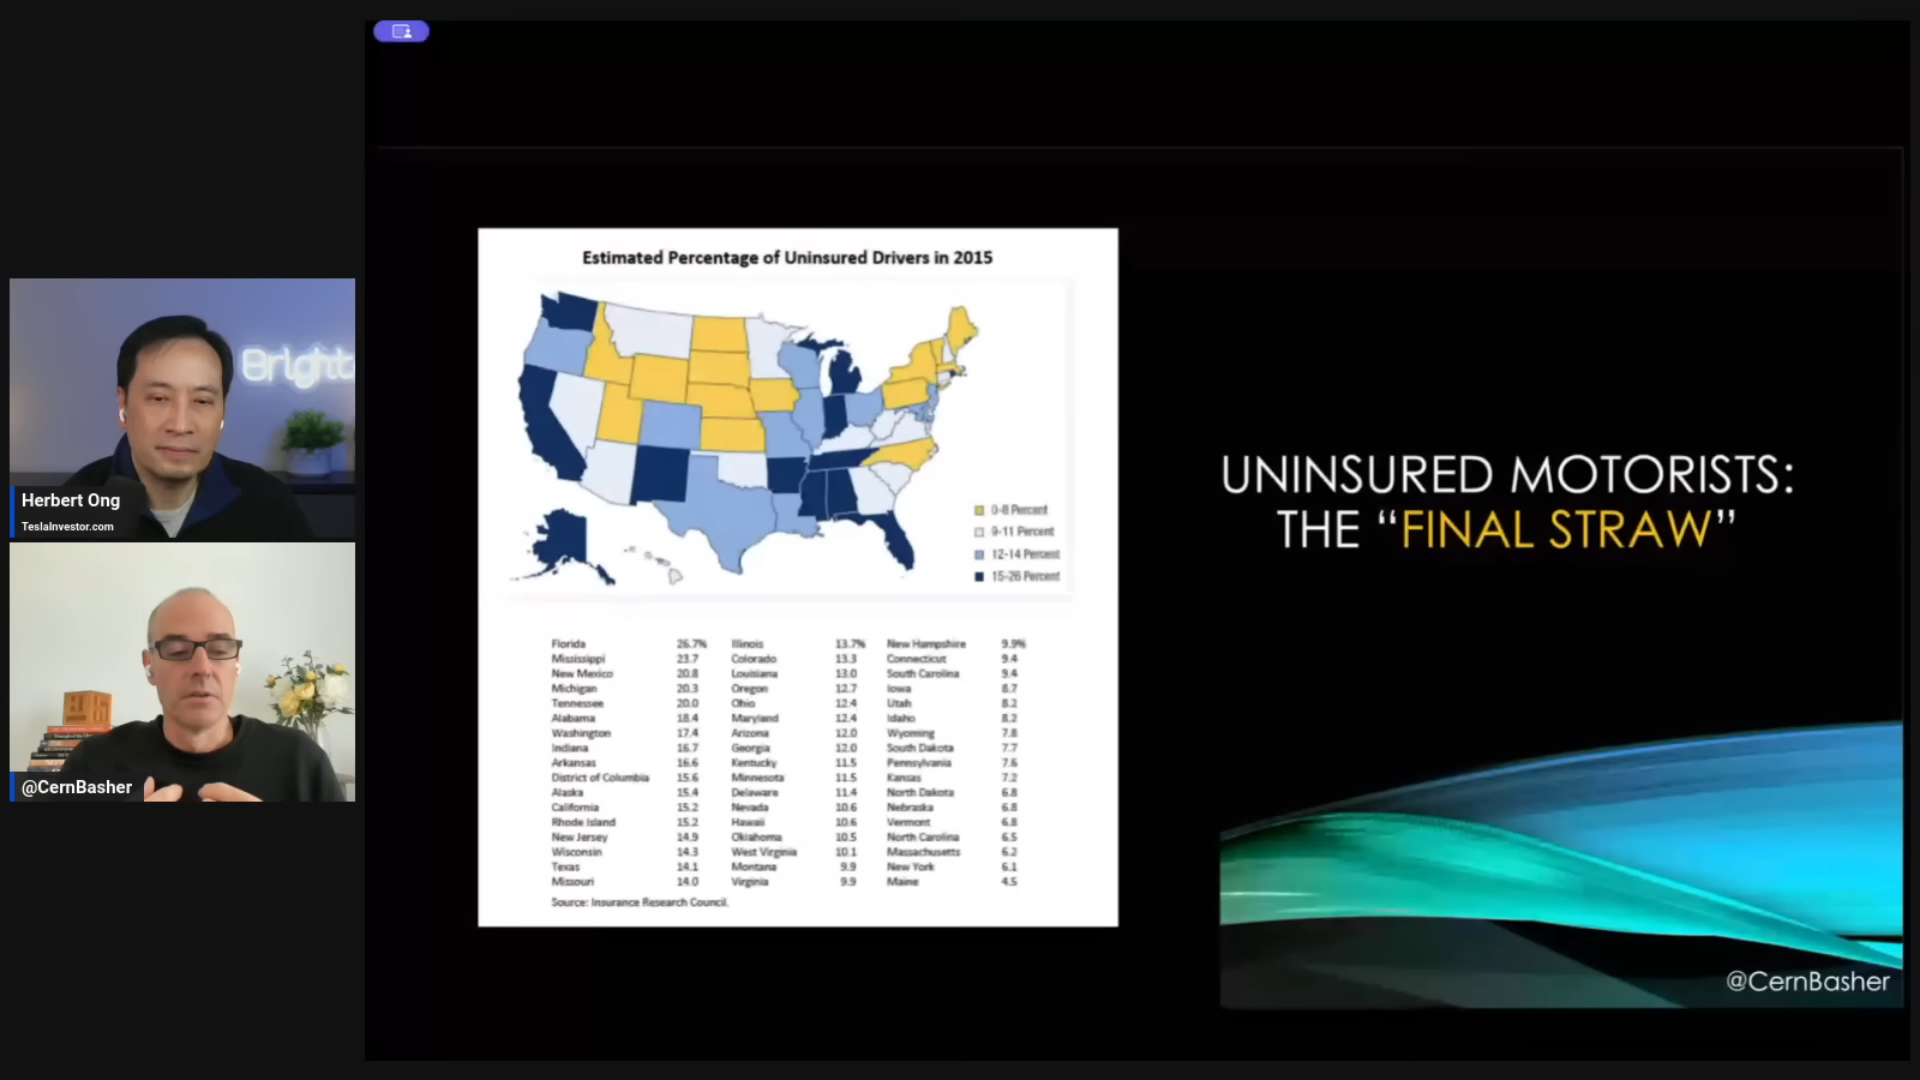 Bright
Herbert Ong
TeslaInvestor.com
@CernBasher
Estimated Percentage of Uninsured Drivers in 2015
0-8 Percent
9-11 Percent
12-14 Percent
15-26 Percent
Florida 26.7% Illinois 13.7% New Hampshire 9.9%
Mississippi 23.7 Colorado 13.3 Connecticut 9.4
New Mexico 20.8 Louisiana 13.0 South Carolina 9.4
Michigan 20.3 Oregon 12.7 Iowa 8.7
Tennessee 20.0 Ohio 12.4 Utah 8.2
Alabama 18.4 Maryland 12.4 Idaho 8.2
Washington 17.4 Arizona 12.0 Wyoming 7.8
Indiana 16.7 Georgia 12.0 South Dakota 7.7
Arkansas 16.6 Kentucky 11.5 Pennsylvania 7.6
District of Columbia 15.6 Minnesota 11.5 Kansas 7.2
Alaska 15.4 Delaware 11.4 North Dakota 6.8
California 15.2 Nevada 10.6 Nebraska 6.8
Rhode Island 15.2 Hawaii 10.6 Vermont 6.8
New Jersey 14.9 Oklahoma 10.5 North Carolina 6.5
Wisconsin 14.3 West Virginia 10.1 Massachusetts 6.2
Texas 14.1 Montana 9.9 New York 6.1
Missouri 14.0 Virginia 9.9 Maine 4.5
Source: Insurance Research Council.
UNINSURED MOTORISTS:
THE “FINAL STRAW”
@CernBasher